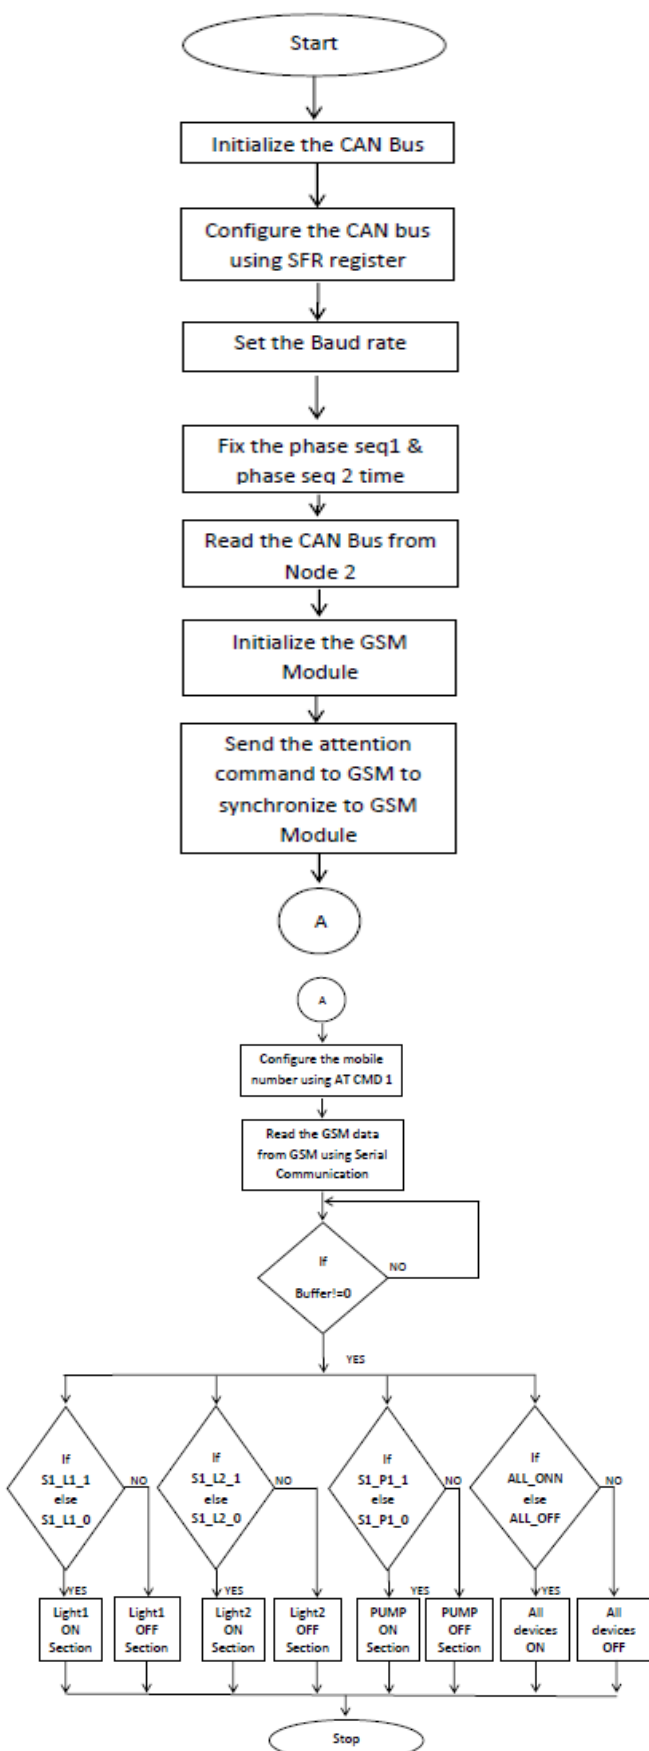 Start
Initialize the CAN Bus
Configure the CAN bus
using SFR register
Set the Baud rate
Fix the phase seq1 &
phase seq 2 time
Read the CAN Bus from
Node 2
Initialize the GSM
Module
Send the attention
command to GSM to
synchronize to GSM
Module
A
A
Configure the mobile
number using AT CMD 1
Read the GSM data
from GSM using Serial
Communication
If
Buffer!=0
NO
YES
If
S1_L1_1
else
S1_L1_0
NO
YES
If
S1_L2_1
else
S1_L2_0
NO
YES
If
S1_P1_1
else
S1_P1_0
NO
YES
If
ALL_ONN
else
ALL_OFF
NO
YES
Light1
ON
Section
Light1
OFF
Section
Light2
ON
Section
Light2
OFF
Section
PUMP
ON
Section
PUMP
OFF
Section
All
devices
ON
All
devices
OFF
Stop